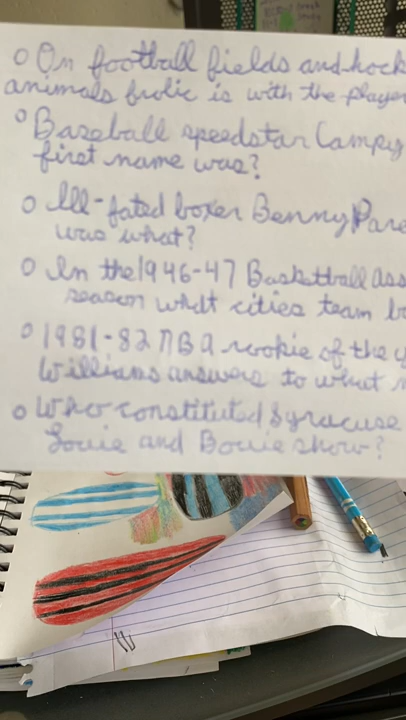 o On football fields and hock
animals frolic is with the player
o Baseball speedstar Campy
first name was?
o Ill-fated boxer Benny Pare
was what?
o In the 1946-47 Basketball Ass
season what cities team b
o 1981-82 NBA rookie of the y
Williams answers to what n
o Who constituted Syracuse
Louie and Bouie show?